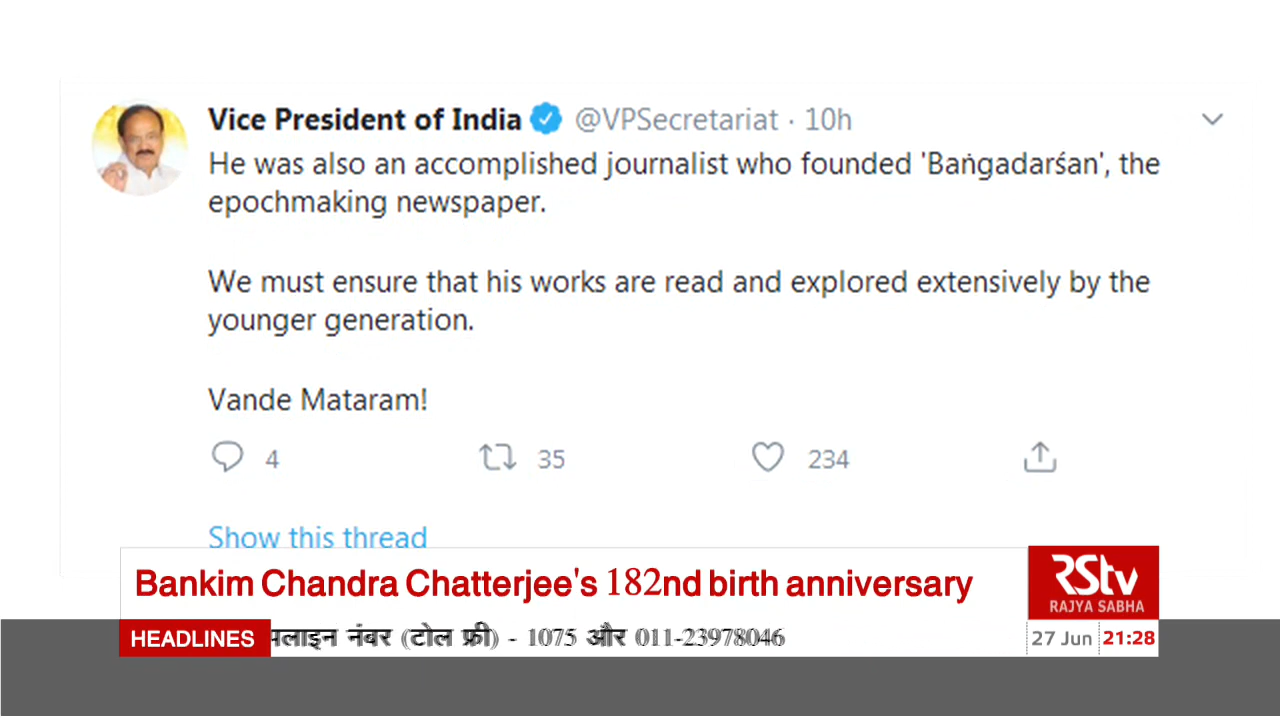 Vice President of India @VPSecretariat · 10h
He was also an accomplished journalist who founded 'Baṅgadarśan', the
epochmaking newspaper.
We must ensure that his works are read and explored extensively by the
younger generation.
Vande Mataram!
4 35 234
Show this thread
Bankim Chandra Chatterjee's 182nd birth anniversary
RStv
RAJYA SABHA
HEADLINES
नंबर (टोल फ्री) - 1075 और 011-23978046
27 Jun 21:28